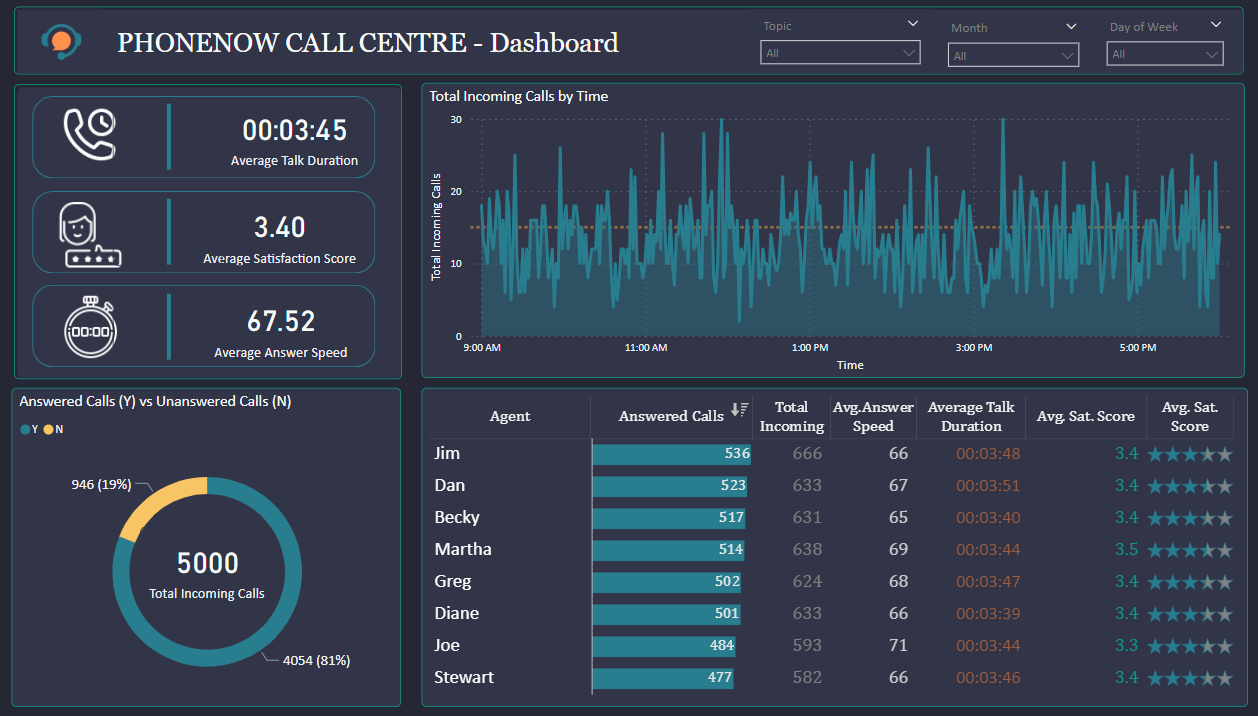 PHONENOW CALL CENTRE - Dashboard
Topic
All
Month
All
Day of Week
All
00:03:45
Average Talk Duration
3.40
Average Satisfaction Score
00:00
67.52
Average Answer Speed
Total Incoming Calls by Time
Total Incoming Calls
30
20
10
0
9:00 AM 11:00 AM 1:00 PM 3:00 PM 5:00 PM
Time
Answered Calls (Y) vs Unanswered Calls (N)
Y N
946 (19%)
5000
Total Incoming Calls
4054 (81%)
Agent Answered Calls Total Incoming Avg.Answer Speed Average Talk Duration Avg. Sat. Score Avg. Sat. Score
Jim 536 666 66 00:03:48 3.4
Dan 523 633 67 00:03:51 3.4
Becky 517 631 65 00:03:40 3.4
Martha 514 638 69 00:03:44 3.5
Greg 502 624 68 00:03:47 3.4
Diane 501 633 66 00:03:39 3.4
Joe 484 593 71 00:03:44 3.3
Stewart 477 582 66 00:03:46 3.4